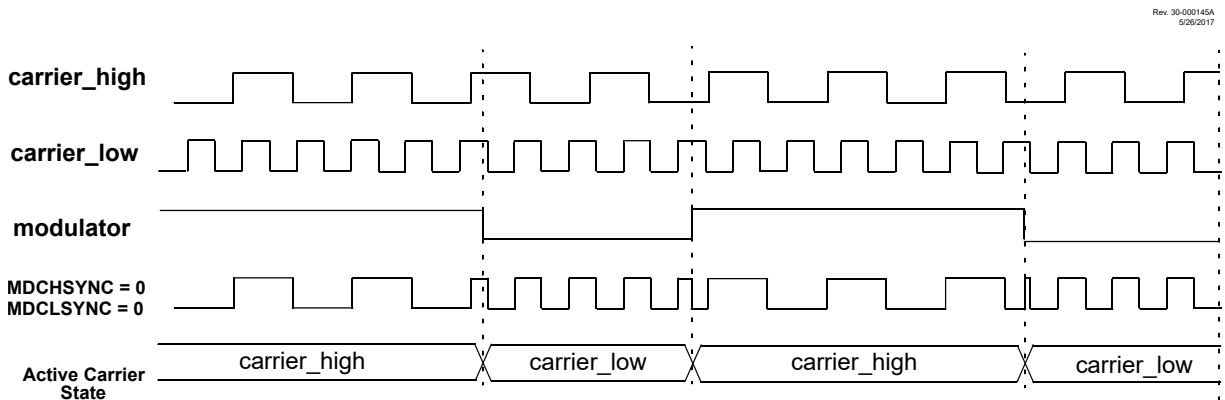 Rev. 30-000145A
5/26/2017
carrier_high
carrier_low
modulator
MDCHSYNC = 0
MDCLSYNC = 0
Active Carrier
State
carrier_high
carrier_low
carrier_high
carrier_low